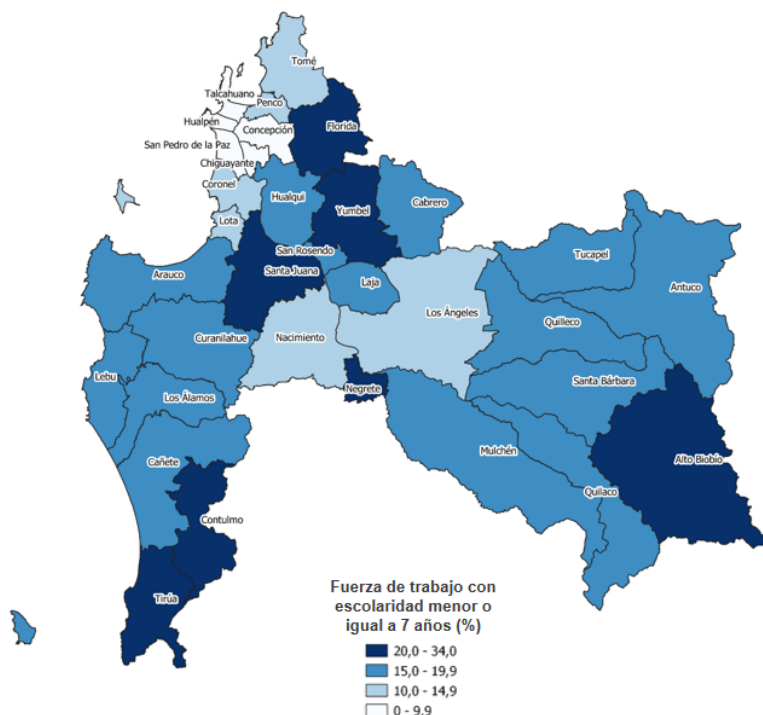 Tomé
Talcahuano
Penco
Hualpén
Concepción
Florida
San Pedro de la Paz
Chiguayante
Coronel
Hualqui
Yumbel
Cabrero
Lota
San Rosendo
Tucapel
Arauco
Santa Juana
Laja
Antuco
Los Ángeles
Quilleco
Curanilahue
Nacimiento
Lebu
Santa Bárbara
Negrete
Los Álamos
Mulchén
Alto Biobío
Cañete
Quilaco
Contulmo
Tirúa
Fuerza de trabajo con
escolaridad menor o
igual a 7 años (%)
20,0 - 34,0
15,0 - 19,9
10,0 - 14,9
0 - 9,9